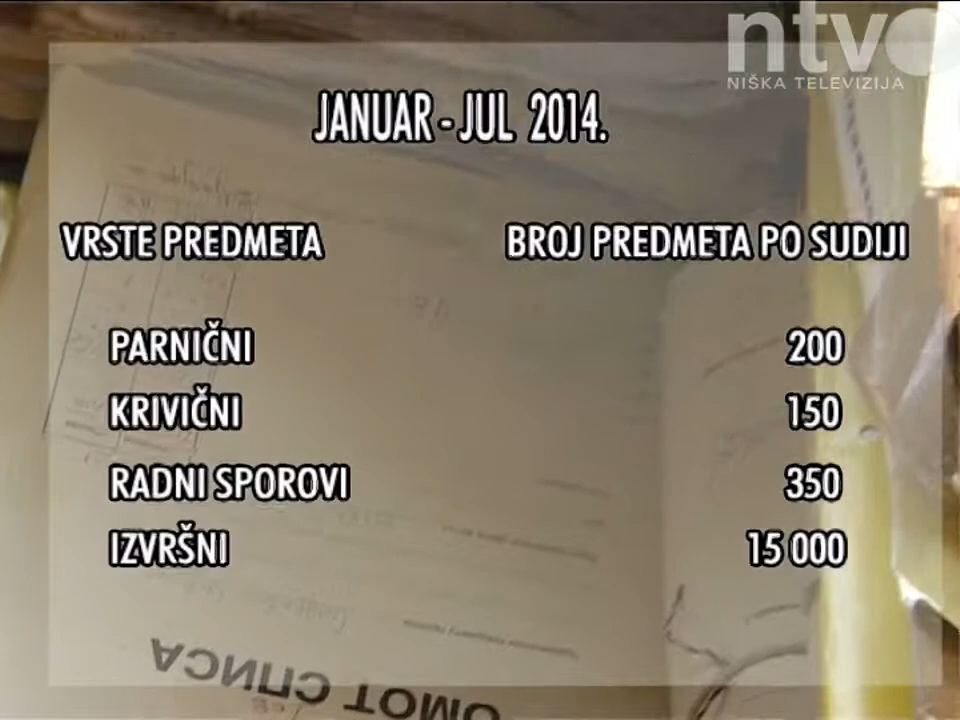 ntv
NIŠKA TELEVIZIJA
JANUAR - JUL 2014.
VRSTE PREDMETA BROJ PREDMETA PO SUDIJI
PARNIČNI 200
KRIVIČNI 150
RADNI SPOROVI 350
IZVRŠNI 15 000
ОМОТ СПИСА